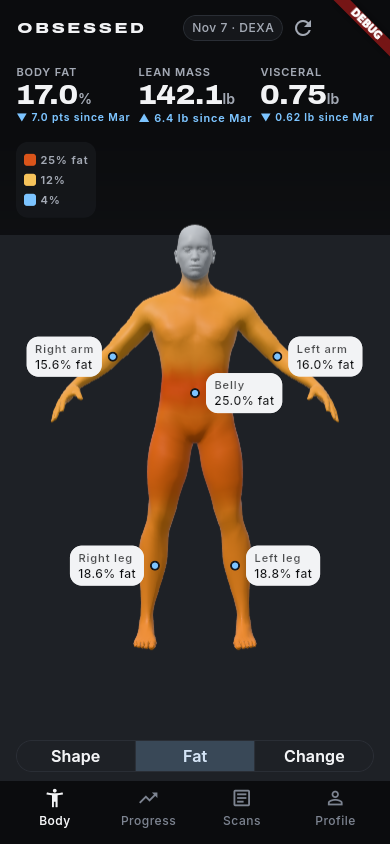 OBSESSED
Nov 7 · DEXA
DEBUG
BODY FAT
17.0%
▼ 7.0 pts since Mar
LEAN MASS
142.1lb
▲ 6.4 lb since Mar
VISCERAL
0.75lb
▼ 0.62 lb since Mar
25% fat
12%
4%
Right arm
15.6% fat
Left arm
16.0% fat
Belly
25.0% fat
Right leg
18.6% fat
Left leg
18.8% fat
Shape
Fat
Change
Body
Progress
Scans
Profile